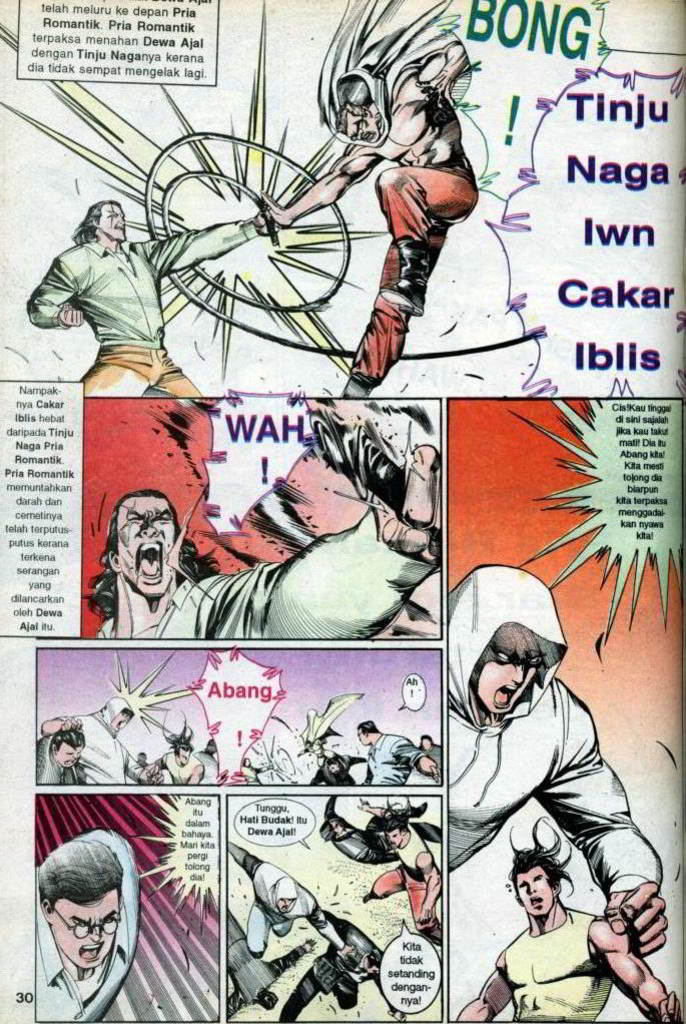 telah meluru ke depan Pria
Romantik. Pria Romantik
terpaksa menahan Dewa Ajal
dengan Tinju Naganya kerana
dia tidak sempat mengelak lagi.
BONG
!
Tinju
Naga
lwn
Cakar
Iblis
Nampak-
nya Cakar
Iblis hebat
daripada Tinju
Naga Pria
Romantik.
Pria Romantik
memuntahkan
darah dan
cemetinya
telah terputus-
putus kerana
terkena
serangan
yang
dilancarkan
oleh Dewa
Ajal itu.
WAH
!
Cis!Kau tinggal
di sini sajalah
jika kau takut
mati! Dia itu
Abang kita!
Kita mesti
tolong dia
biarpun
kita terpaksa
menggadai-
kan nyawa
kita!
Abang
!
Ah
!
Abang
itu
dalam
bahaya.
Mari kita
pergi
tolong
dia!
Tunggu,
Hati Budak! Itu
Dewa Ajal!
Kita
tidak
setanding
dengan-
nya!
30